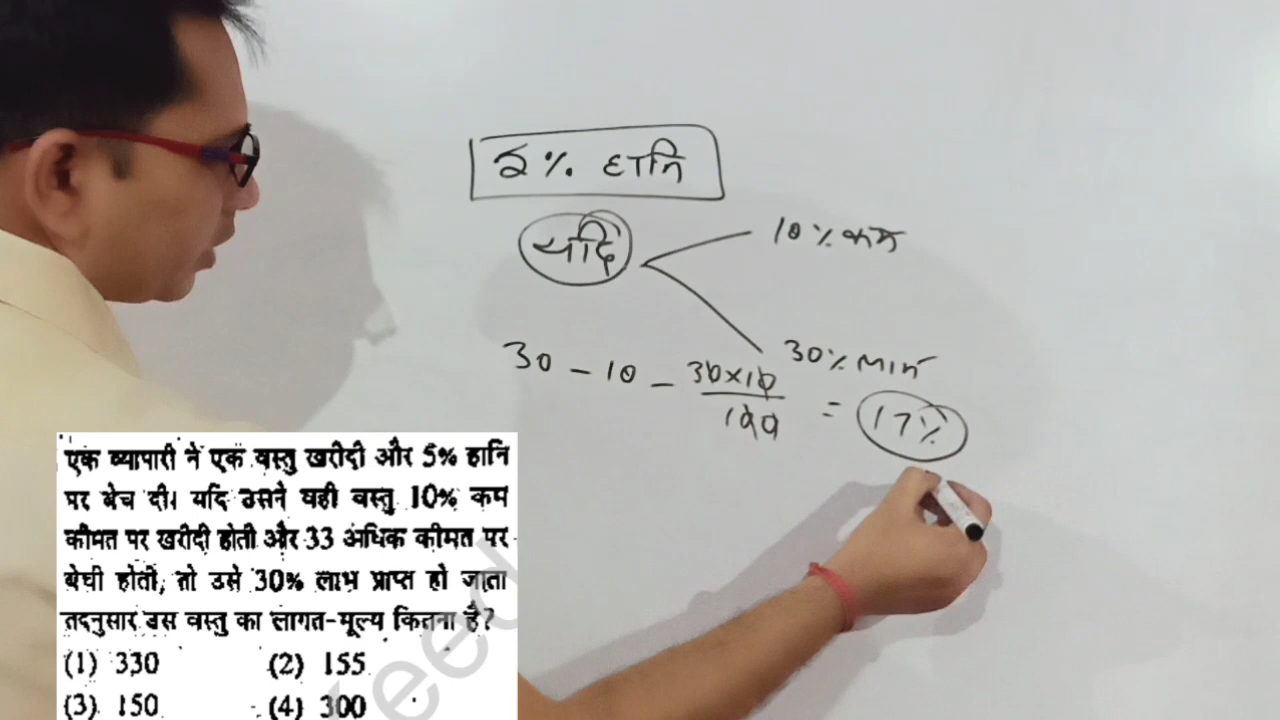 5% हानि
यदि
10% कम
30% लाभ
30 - 10 - 30×10/100 = 17%
एक व्यापारी ने एक वस्तु खरीदी और 5% हानि
पर बेच दी। यदि उसने वही वस्तु 10% कम
कीमत पर खरीदी होती और 33 अधिक कीमत पर
बेची होती, तो उसे 30% लाभ प्राप्त हो जाता
तदनुसार उस वस्तु का लागत-मूल्य कितना है?
(1) 330 (2) 155
(3) 150 (4) 300